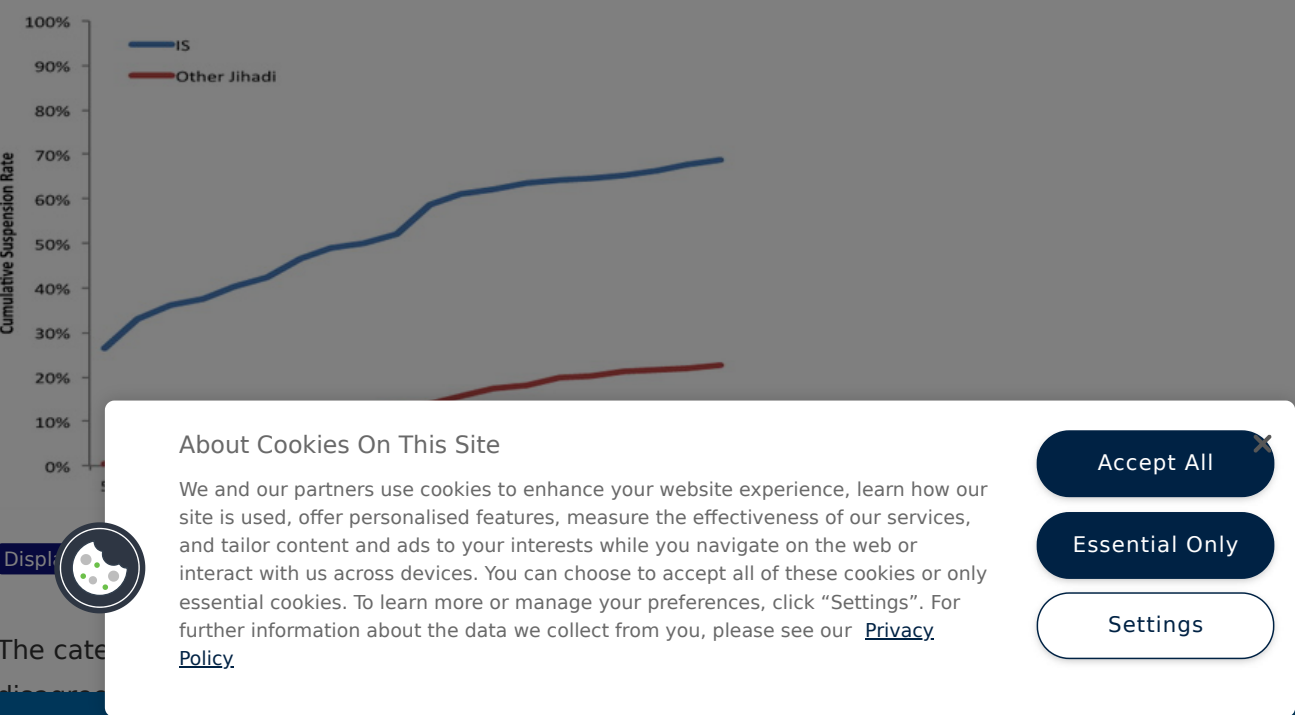 100%
IS
90%
Other Jihadi
80%
70%
60%
50%
40%
30%
20%
10%
0%
Cumulative Suspension Rate
About Cookies On This Site
We and our partners use cookies to enhance your website experience, learn how our
site is used, offer personalised features, measure the effectiveness of our services,
and tailor content and ads to your interests while you navigate on the web or
interact with us across devices. You can choose to accept all of these cookies or only
essential cookies. To learn more or manage your preferences, click “Settings”. For
further information about the data we collect from you, please see our Privacy
Policy
Accept All
Essential Only
Settings
The